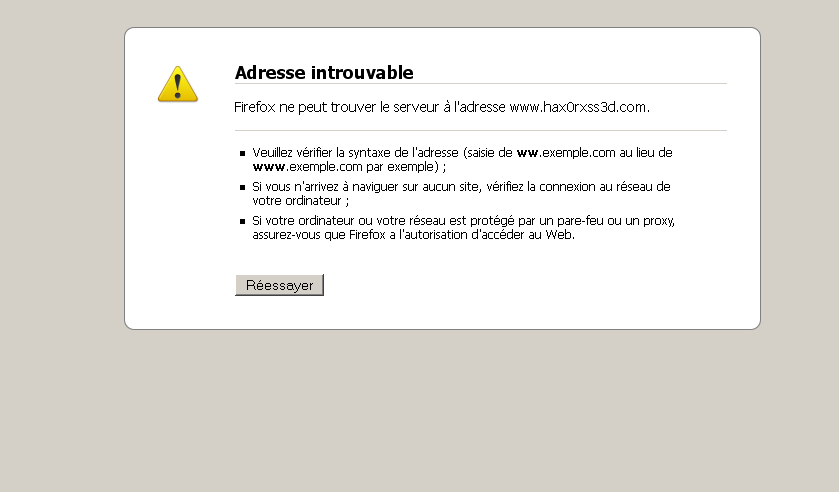 Adresse introuvable
Firefox ne peut trouver le serveur à l'adresse www.hax0rxss3d.com.
Veuillez vérifier la syntaxe de l'adresse (saisie de ww.exemple.com au lieu de
www.exemple.com par exemple) ;
Si vous n'arrivez à naviguer sur aucun site, vérifiez la connexion au réseau de
votre ordinateur ;
Si votre ordinateur ou votre réseau est protégé par un pare-feu ou un proxy,
assurez-vous que Firefox a l'autorisation d'accéder au Web.
Réessayer